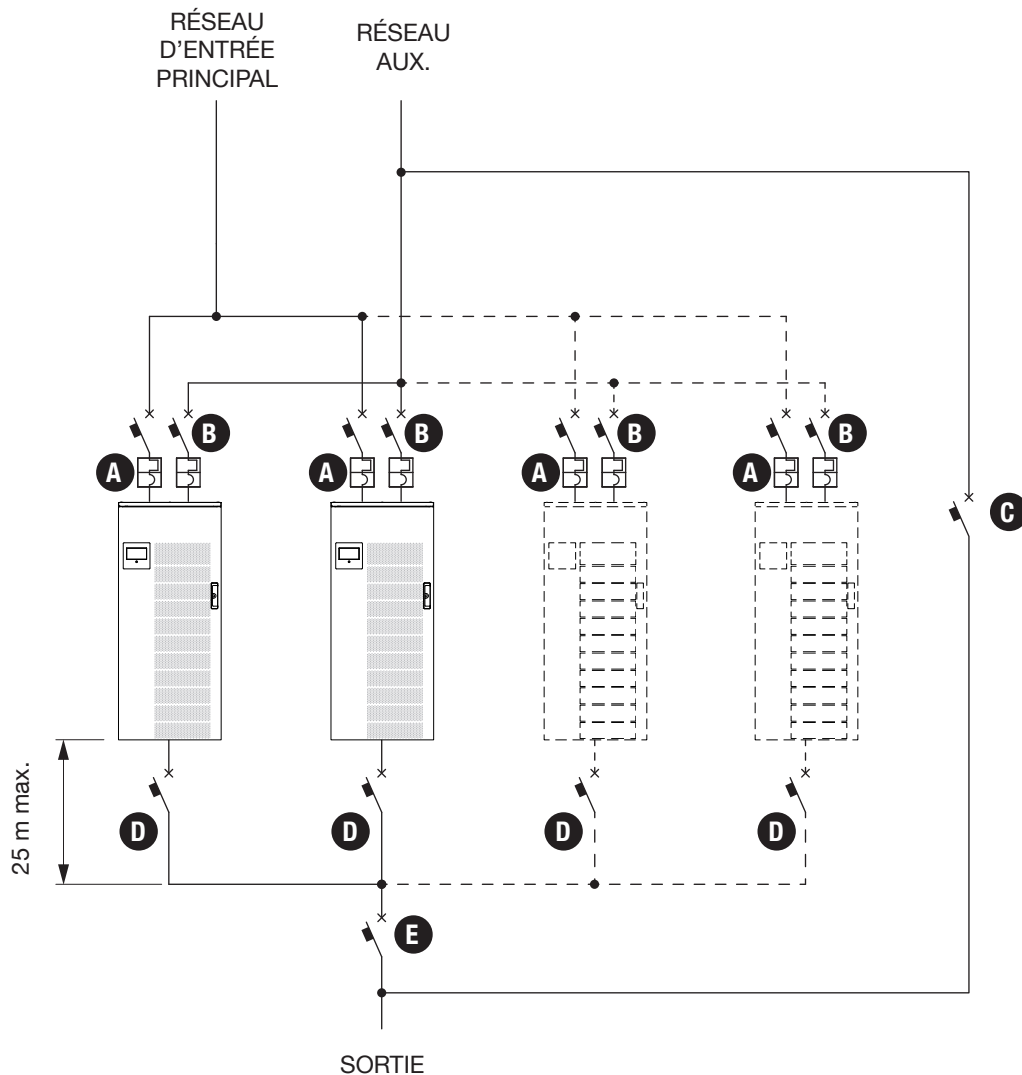 RÉSEAU
D’ENTRÉE
PRINCIPAL
RÉSEAU
AUX.
B
B
B
B
A
A
A
A
C
25 m max.
D
D
D
D
E
SORTIE